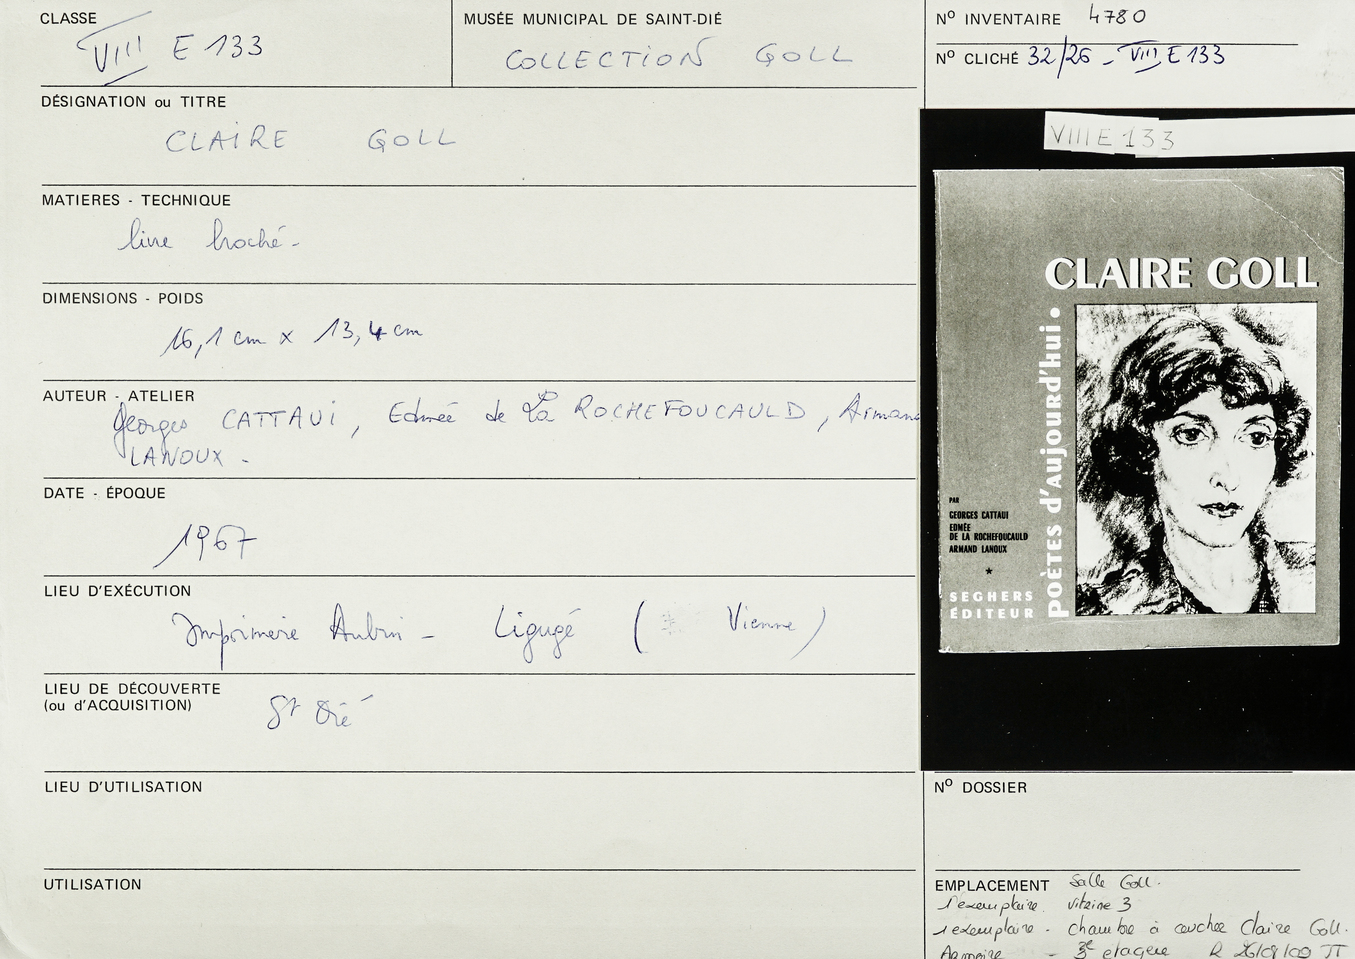 CLASSE
VIII E 133
MUSÉE MUNICIPAL DE SAINT-DIÉ
COLLECTION GOLL
Nº INVENTAIRE 4780
Nº CLICHÉ 32/26 - VIII E 133
DÉSIGNATION ou TITRE
CLAIRE GOLL
MATIERES - TECHNIQUE
livre broché -
DIMENSIONS - POIDS
16,1 cm x 13,4 cm
AUTEUR - ATELIER
Georges CATTAUI, Edmée de La ROCHEFOUCAULD, Armand
LANOUX -
DATE - ÉPOQUE
1967
LIEU D'EXÉCUTION
Imprimerie Aubin - Ligugé ( Vienne )
LIEU DE DÉCOUVERTE
(ou d'ACQUISITION)
St Dié
LIEU D'UTILISATION
UTILISATION
VIII E 133
CLAIRE GOLL
POÈTES d'AUJOURd'hui.
PAR
GEORGES CATTAUI
EDMÉE
DE LA ROCHEFOUCAULD
ARMAND LANOUX
SEGHERS
ÉDITEUR
Nº DOSSIER
EMPLACEMENT Salle Goll.
1 exemplaire. vitrine 3
1 exemplaire - chambre à coucher Claire Goll.
Armoire - 3e étagère R